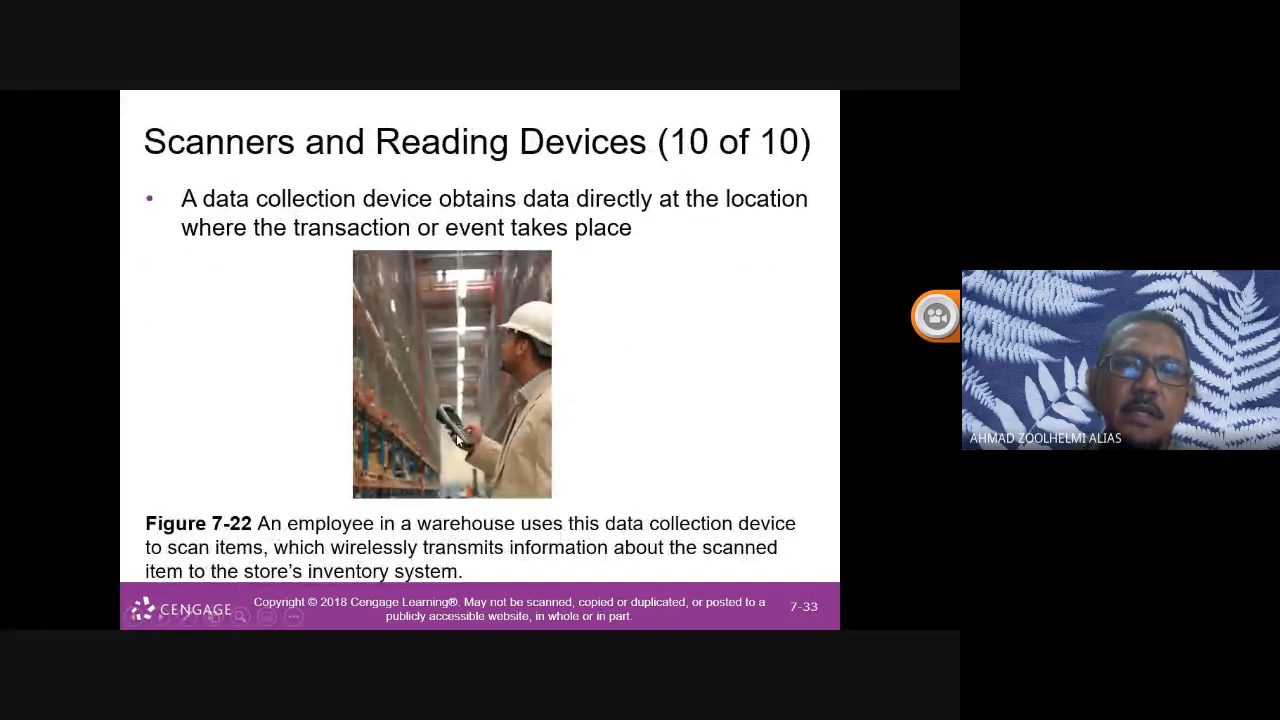 Scanners and Reading Devices (10 of 10)
• A data collection device obtains data directly at the location
where the transaction or event takes place
Figure 7-22 An employee in a warehouse uses this data collection device
to scan items, which wirelessly transmits information about the scanned
item to the store’s inventory system.
CENGAGE
Copyright © 2018 Cengage Learning®. May not be scanned, copied or duplicated, or posted to a
publicly accessible website, in whole or in part.
7-33
AHMAD ZOOLHELMI ALIAS